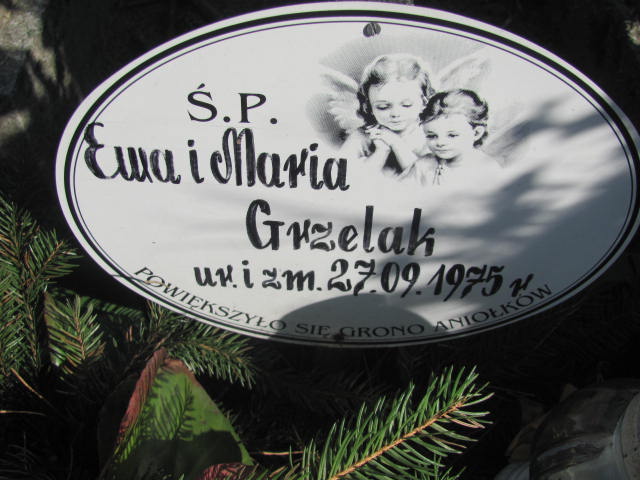 Ś.P.
Ewa i Maria
Grzelak
ur. i zm. 27.09.1975 r
POWIĘKSZYŁO SIĘ GRONO ANIOŁKÓW